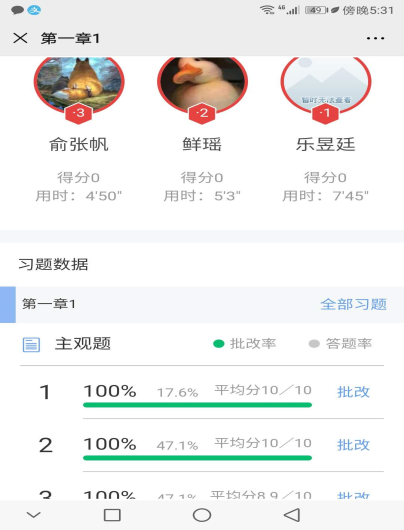 4G 49 傍晚5:31
第一章1
暂时无法查看
·3 ·2 ·1
俞张帆 鲜瑶 乐昱廷
得分0 得分0 得分0
用时：4'50" 用时：5'3" 用时：7'45"
习题数据
第一章1 全部习题
主观题 批改率 答题率
1 100% 17.6% 平均分10／10 批改
2 100% 47.1% 平均分10／10 批改
3 100% 47.1% 平均分8.9／10 批改